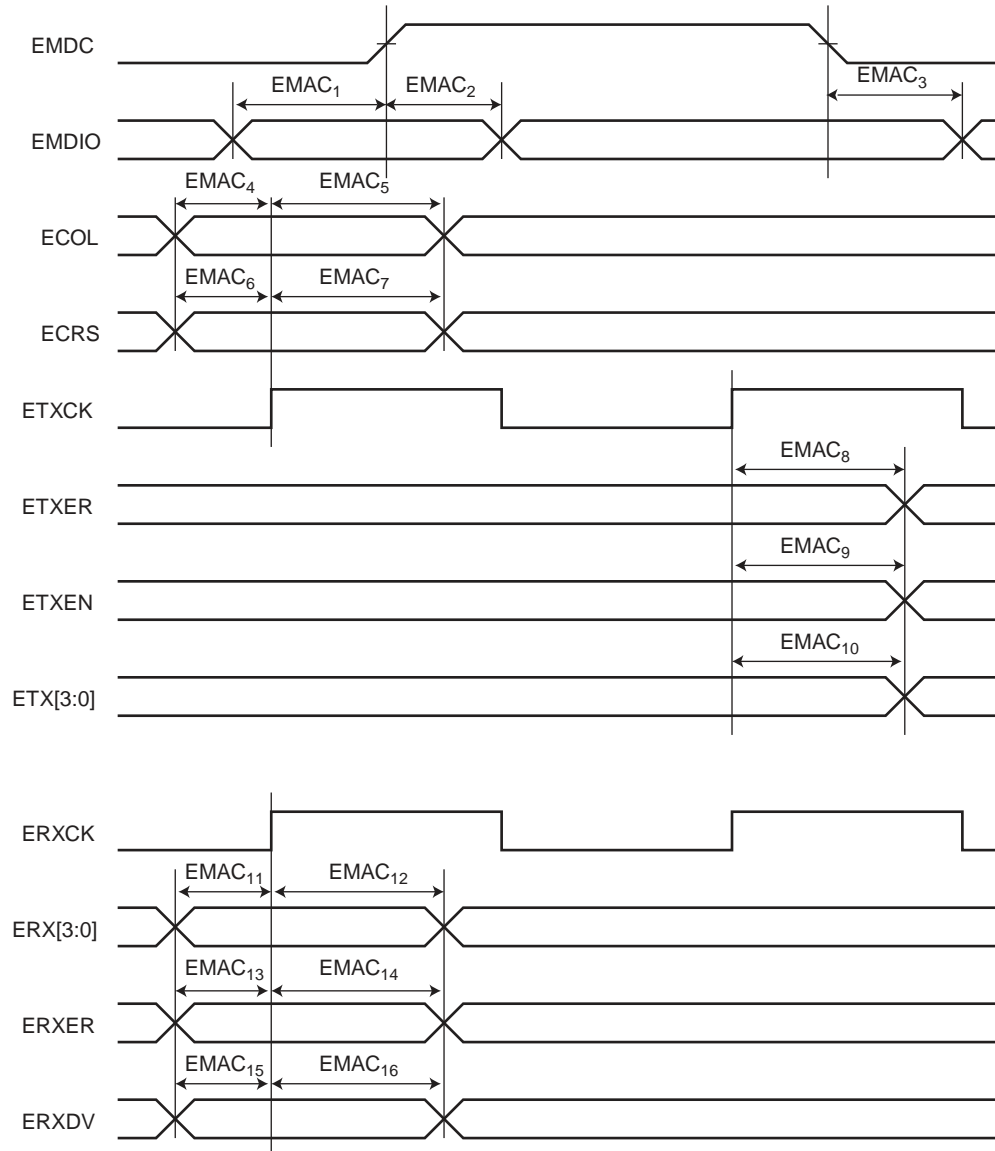 EMDC
EMAC1 EMAC2 EMAC3
EMDIO
EMAC4 EMAC5
ECOL
EMAC6 EMAC7
ECRS
ETXCK
EMAC8
ETXER
EMAC9
ETXEN
EMAC10
ETX[3:0]
ERXCK
EMAC11 EMAC12
ERX[3:0]
EMAC13 EMAC14
ERXER
EMAC15 EMAC16
ERXDV